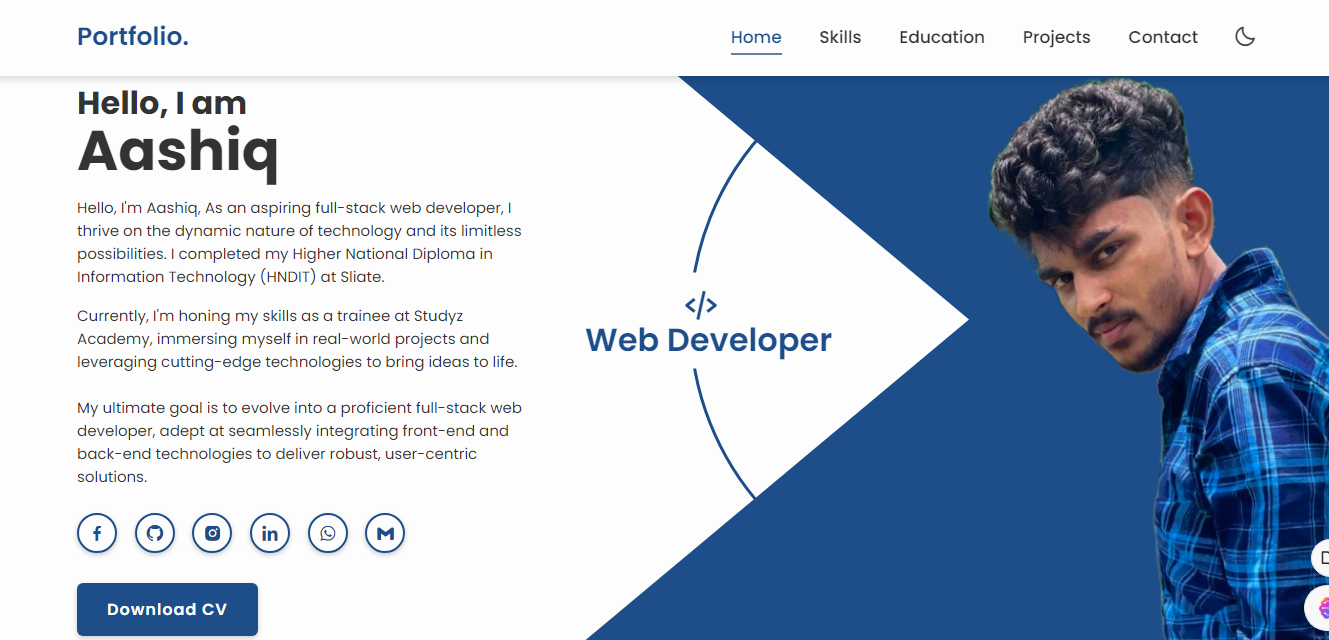 Portfolio.
Home Skills Education Projects Contact
Hello, I am
Aashiq
Hello, I'm Aashiq, As an aspiring full-stack web developer, I
thrive on the dynamic nature of technology and its limitless
possibilities. I completed my Higher National Diploma in
Information Technology (HNDIT) at Sliate.
Currently, I'm honing my skills as a trainee at Studyz
Academy, immersing myself in real-world projects and
leveraging cutting-edge technologies to bring ideas to life.
My ultimate goal is to evolve into a proficient full-stack web
developer, adept at seamlessly integrating front-end and
back-end technologies to deliver robust, user-centric
solutions.
Download CV
</>
Web Developer